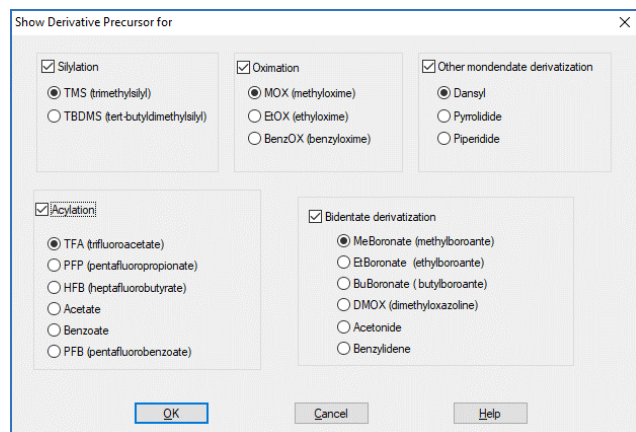 Show Derivative Precursor for
Silylation
TMS (trimethylsilyl)
TBDMS (tert-butyldimethylsilyl)
Oximation
MOX (methyloxime)
EtOX (ethyloxime)
BenzOX (benzyloxime)
Other mondendate derivatization
Dansyl
Pyrrolidide
Piperidide
Acylation
TFA (trifluoroacetate)
PFP (pentafluoropropionate)
HFB (heptafluorobutyrate)
Acetate
Benzoate
PFB (pentafluorobenzoate)
Bidentate derivatization
MeBoronate (methylboroante)
EtBoronate (ethylboroante)
BuBoronate ( butylboroante)
DMOX (dimethyloxazoline)
Acetonide
Benzylidene
OK
Cancel
Help